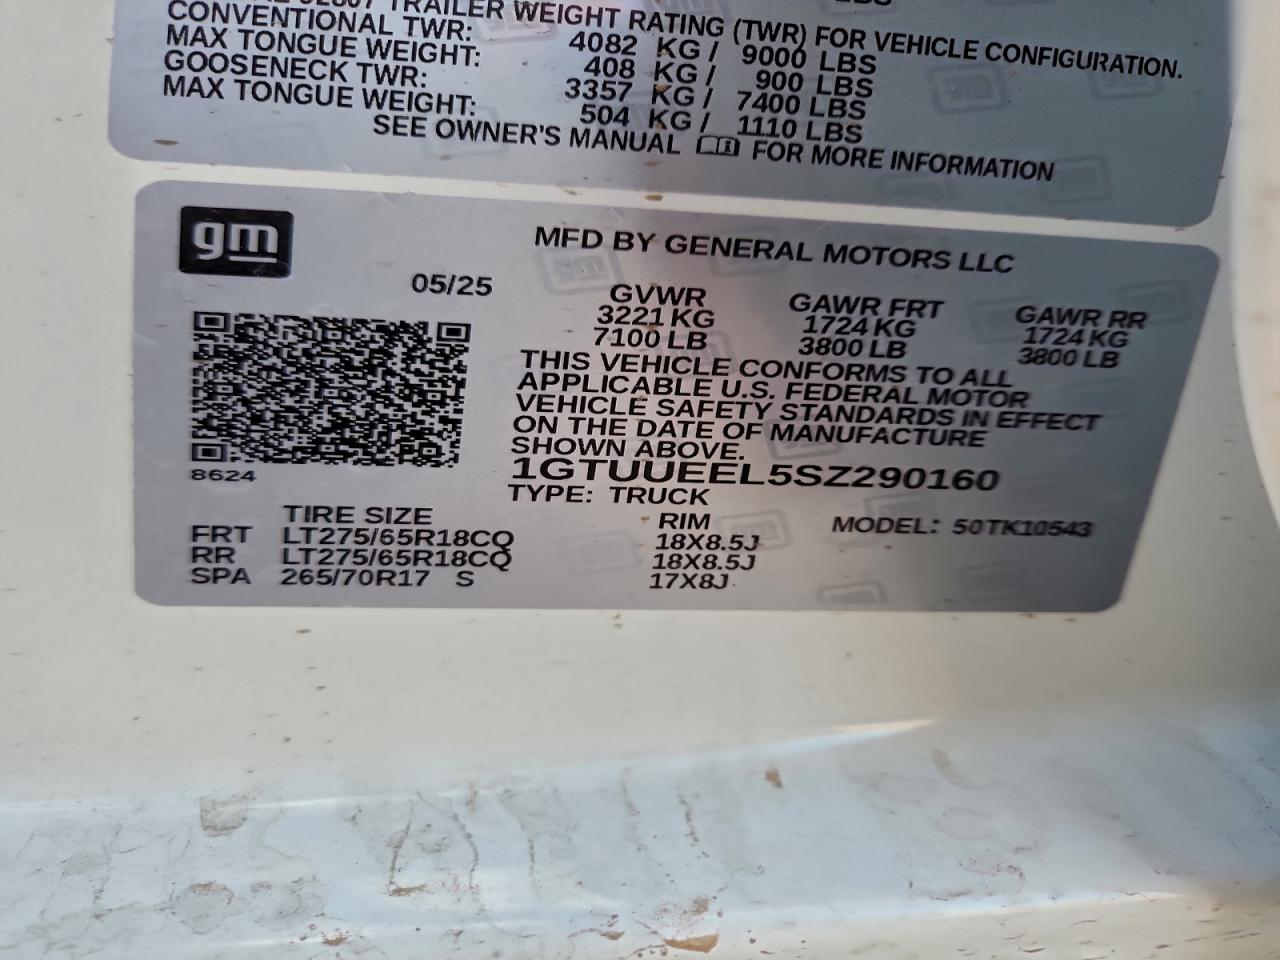 TRAILER WEIGHT RATING (TWR) FOR VEHICLE CONFIGURATION.
CONVENTIONAL TWR: 4082 KG / 9000 LBS
MAX TONGUE WEIGHT: 408 KG / 900 LBS
GOOSENECK TWR: 3357 KG / 7400 LBS
MAX TONGUE WEIGHT: 504 KG / 1110 LBS
SEE OWNER'S MANUAL FOR MORE INFORMATION
gm
MFD BY GENERAL MOTORS LLC
05/25
GVWR GAWR FRT GAWR RR
3221 KG 1724 KG 1724 KG
7100 LB 3800 LB 3800 LB
THIS VEHICLE CONFORMS TO ALL
APPLICABLE U.S. FEDERAL MOTOR
VEHICLE SAFETY STANDARDS IN EFFECT
ON THE DATE OF MANUFACTURE
SHOWN ABOVE.
8624
1GTUUEEL5SZ290160
TYPE: TRUCK
TIRE SIZE RIM MODEL: 50TK10543
FRT LT275/65R18CQ 18X8.5J
RR LT275/65R18CQ 18X8.5J
SPA 265/70R17 S 17X8J